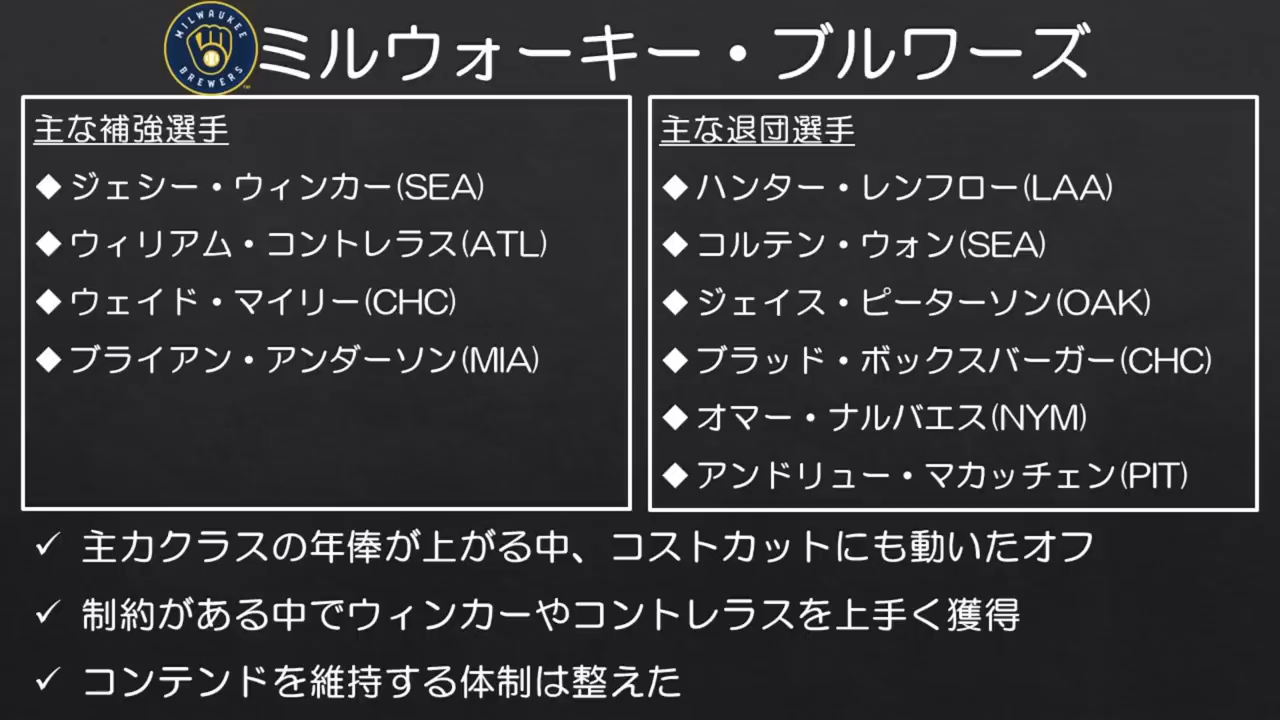 MILWAUKEE
BREWERS
ミルウォーキー・ブルワーズ
主な補強選手
◆ジェシー・ウィンカー(SEA)
◆ウィリアム・コントレラス(ATL)
◆ウェイド・マイリー(CHC)
◆ブライアン・アンダーソン(MIA)
主な退団選手
◆ハンター・レンフロー(LAA)
◆コルテン・ウォン(SEA)
◆ジェイス・ピーターソン(OAK)
◆ブラッド・ボックスバーガー(CHC)
◆オマー・ナルバエス(NYM)
◆アンドリュー・マカッチェン(PIT)
✓ 主力クラスの年俸が上がる中、コストカットにも動いたオフ
✓ 制約がある中でウィンカーやコントレラスを上手く獲得
✓ コンテンドを維持する体制は整えた